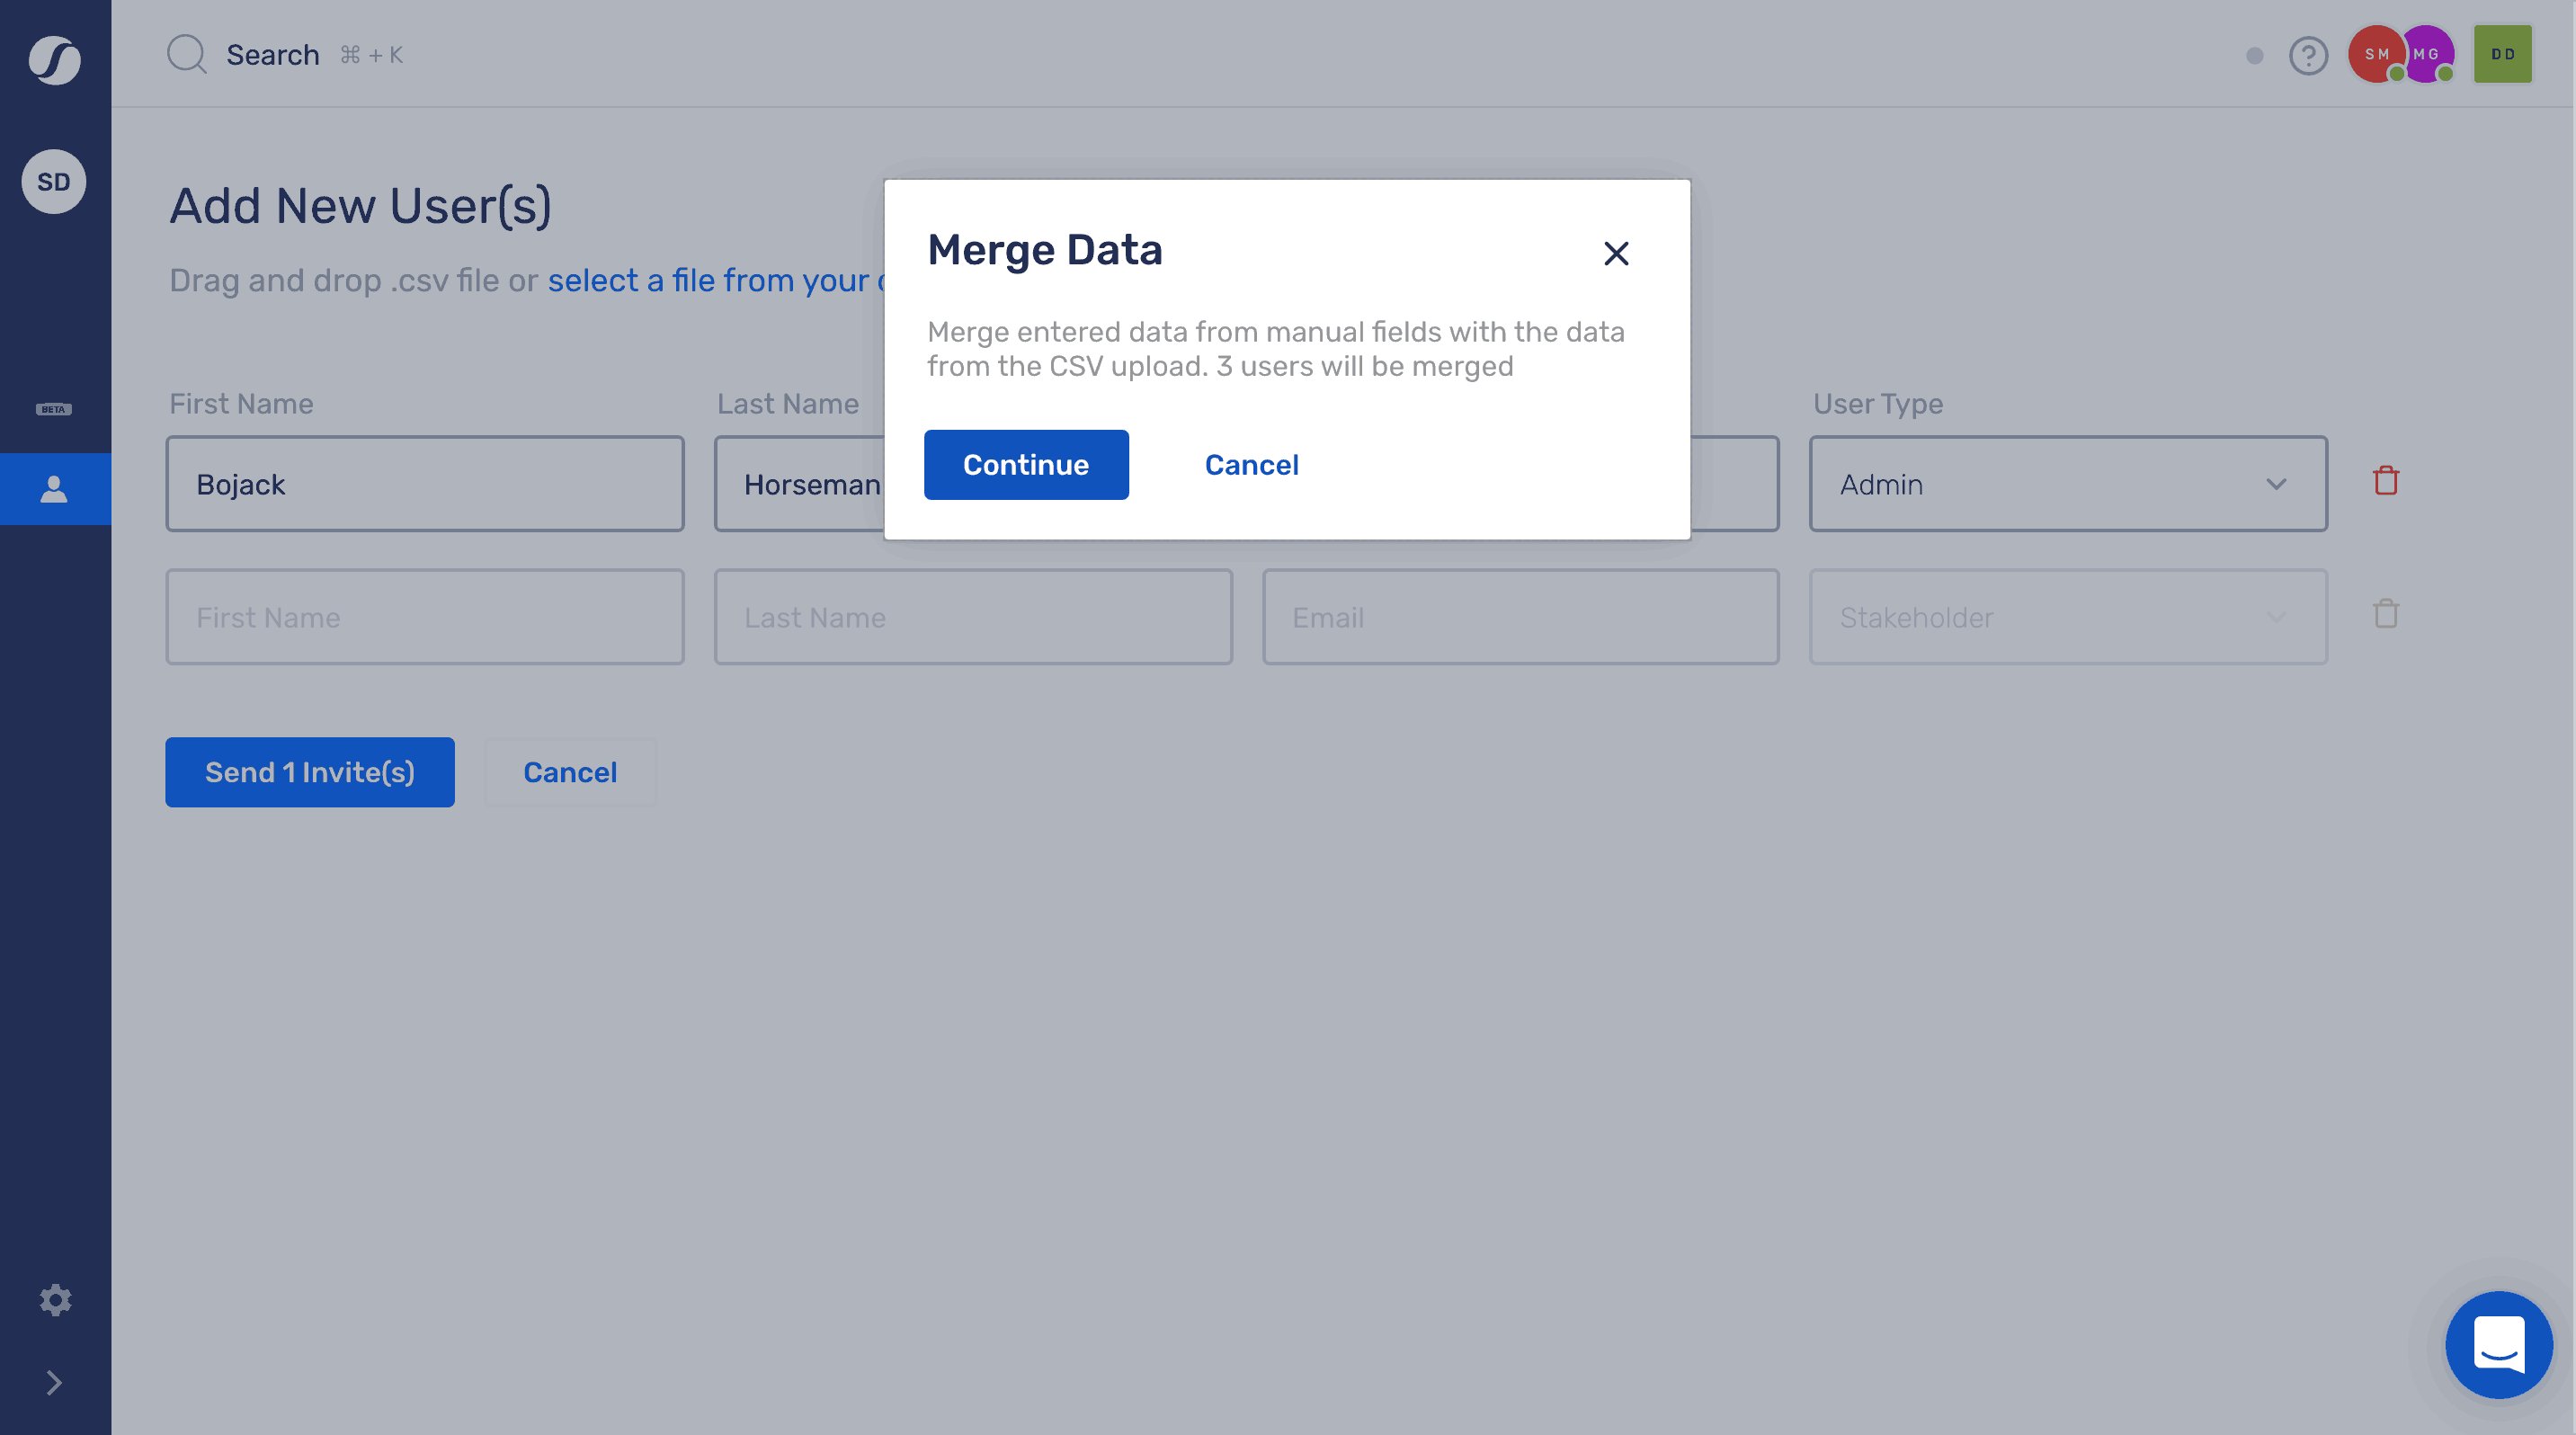 Search ⌘ + K
SM MG DD
SD
Add New User(s)
Drag and drop .csv file or select a file from your
Merge Data
Merge entered data from manual fields with the data
from the CSV upload. 3 users will be merged
Continue Cancel
First Name Last Name User Type
BETA
Bojack Horseman Admin
First Name Last Name Email Stakeholder
Send 1 Invite(s) Cancel